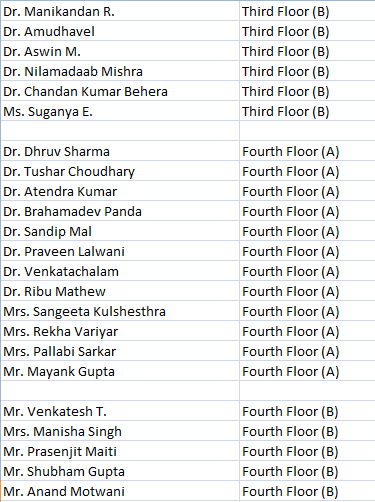 Dr. Manikandan R. Third Floor (B)
Dr. Amudhavel Third Floor (B)
Dr. Aswin M. Third Floor (B)
Dr. Nilamadaab Mishra Third Floor (B)
Dr. Chandan Kumar Behera Third Floor (B)
Ms. Suganya E. Third Floor (B)
Dr. Dhruv Sharma Fourth Floor (A)
Dr. Tushar Choudhary Fourth Floor (A)
Dr. Atendra Kumar Fourth Floor (A)
Dr. Brahamadev Panda Fourth Floor (A)
Dr. Sandip Mal Fourth Floor (A)
Dr. Praveen Lalwani Fourth Floor (A)
Dr. Venkatachalam Fourth Floor (A)
Dr. Ribu Mathew Fourth Floor (A)
Mrs. Sangeeta Kulshesthra Fourth Floor (A)
Mrs. Rekha Variyar Fourth Floor (A)
Mrs. Pallabi Sarkar Fourth Floor (A)
Mr. Mayank Gupta Fourth Floor (A)
Mr. Venkatesh T. Fourth Floor (B)
Mrs. Manisha Singh Fourth Floor (B)
Mr. Prasenjit Maiti Fourth Floor (B)
Mr. Shubham Gupta Fourth Floor (B)
Mr. Anand Motwani Fourth Floor (B)